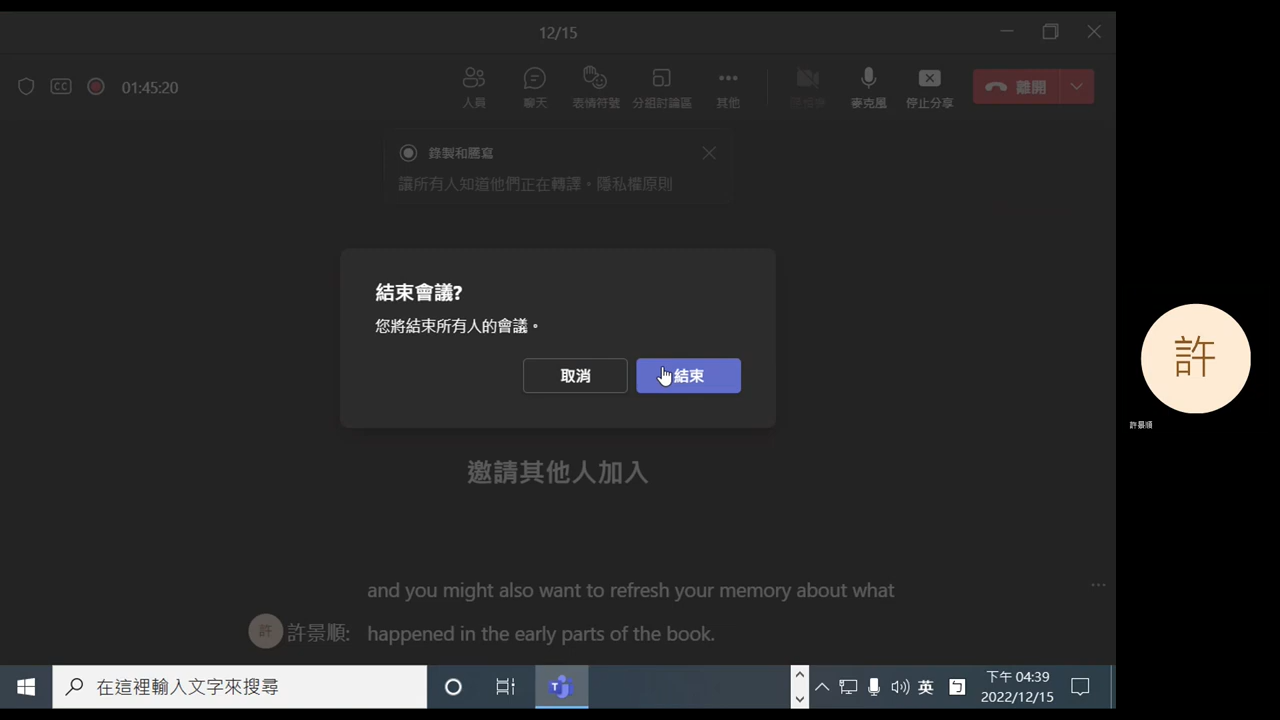 12/15
CC
01:45:20
人員
聊天
表情符號
分組討論區
其他
麥克風
停止分享
離開
錄製和謄寫
讓所有人知道他們正在轉譯。隱私權原則
結束會議?
您將結束所有人的會議。
取消
結束
邀請其他人加入
and you might also want to refresh your memory about what
許
許景順:
happened in the early parts of the book.
在這裡輸入文字來搜尋
英
ㄅ
下午 04:39
2022/12/15
許
許景順